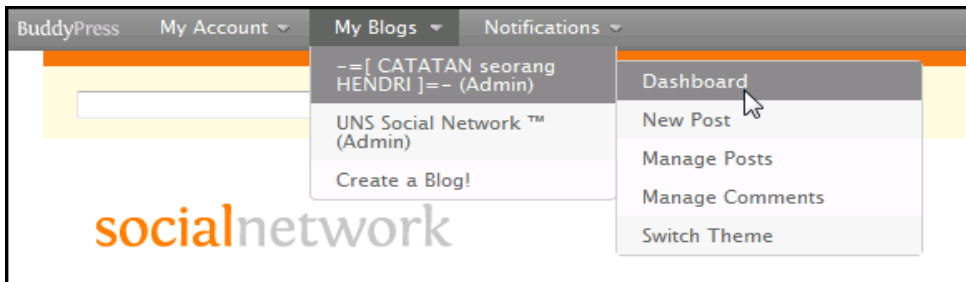 BuddyPress My Account My Blogs Notifications
-=[ CATATAN seorang
HENDRI ]=- (Admin)
UNS Social Network ™
(Admin)
Create a Blog!
Dashboard
New Post
Manage Posts
Manage Comments
Switch Theme
socialnetwork